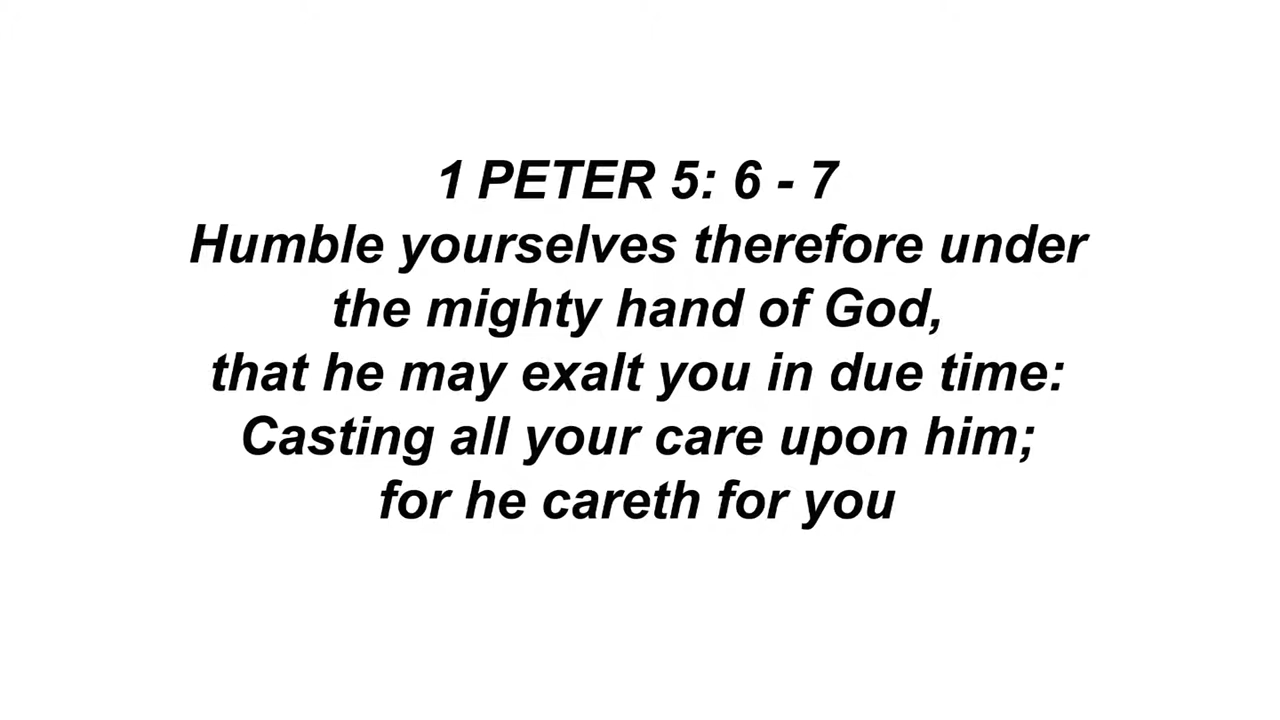 1 PETER 5: 6 - 7
Humble yourselves therefore under
the mighty hand of God,
that he may exalt you in due time:
Casting all your care upon him;
for he careth for you